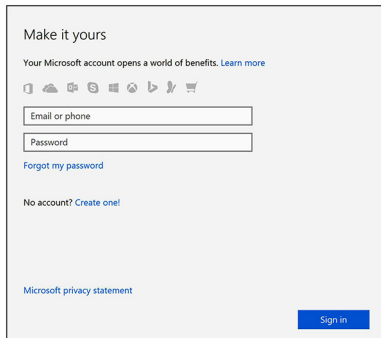 Make it yours
Your Microsoft account opens a world of benefits. Learn more
Email or phone
Password
Forgot my password
No account? Create one!
Microsoft privacy statement
Sign in